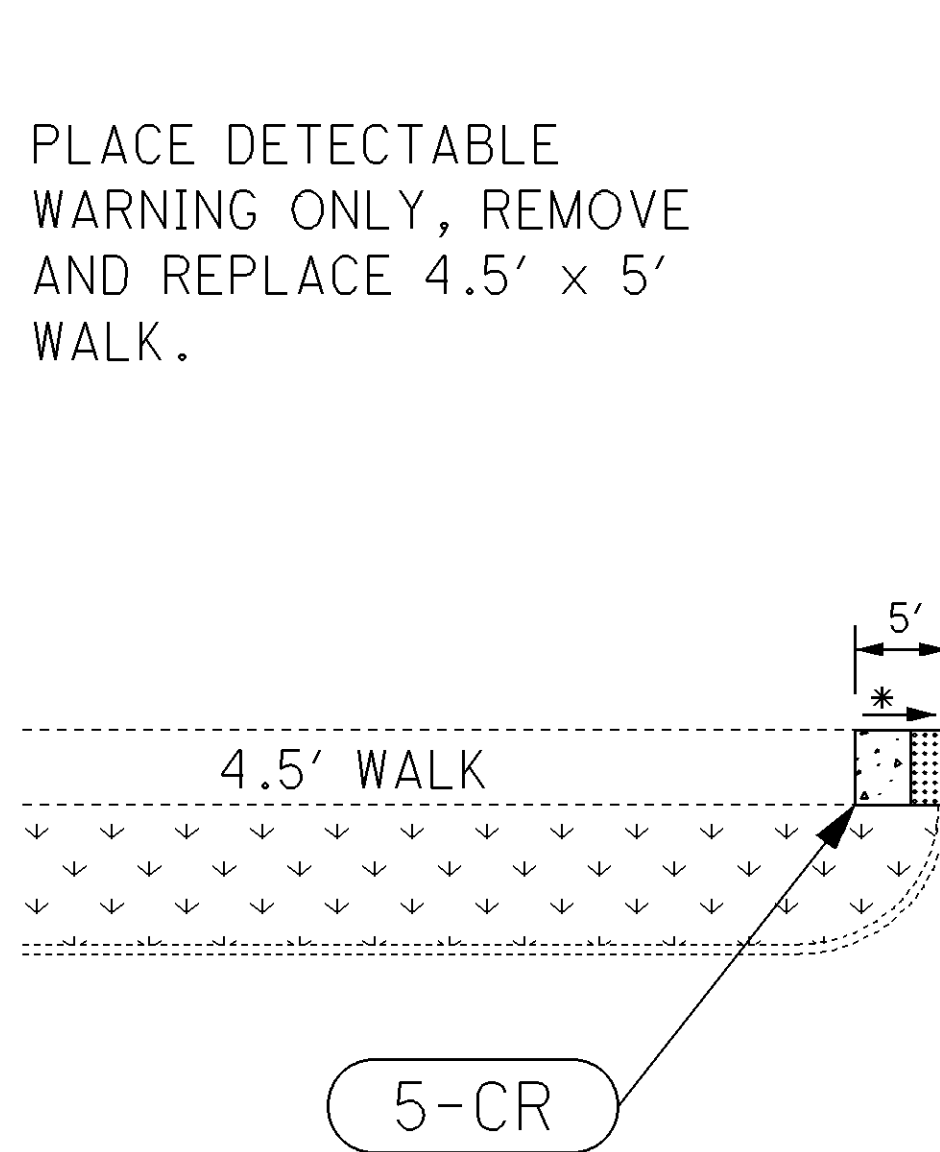 PLACE DETECTABLE
WARNING ONLY, REMOVE
AND REPLACE 4.5' x 5'
WALK.
5'
*
4.5' WALK
5-CR